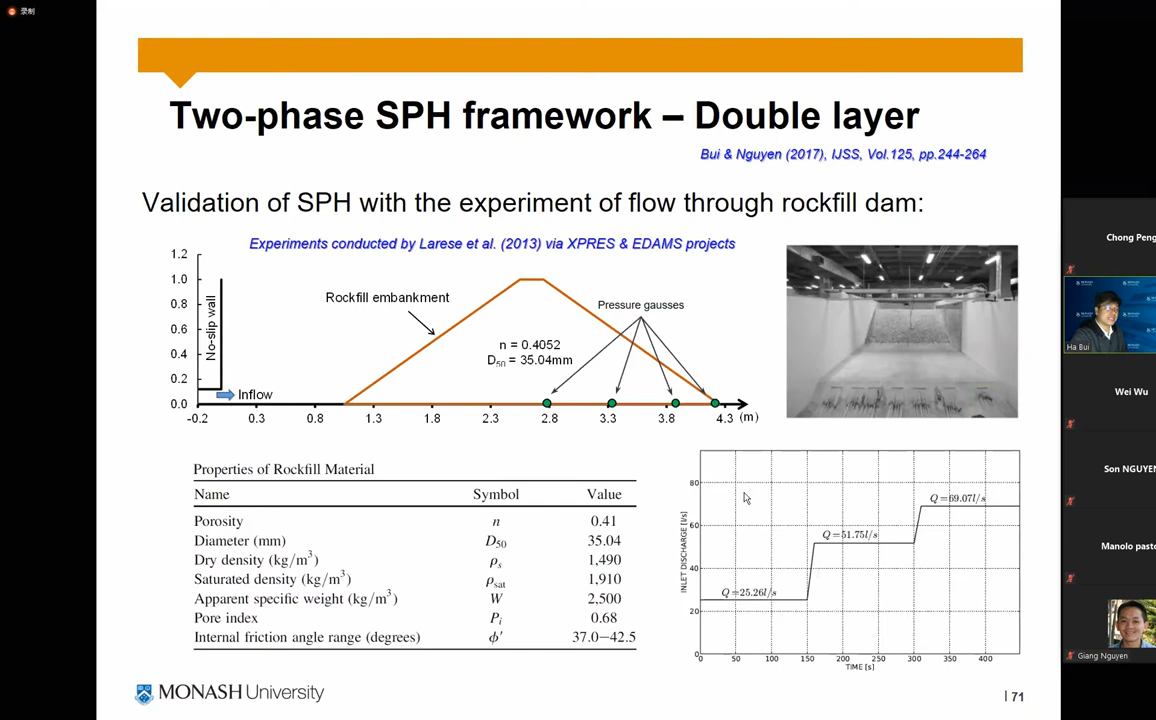 录制
Two-phase SPH framework – Double layer
Bui & Nguyen (2017), IJSS, Vol.125, pp.244-264
Validation of SPH with the experiment of flow through rockfill dam:
Experiments conducted by Larese et al. (2013) via XPRES & EDAMS projects
1.2
1.0
0.8
0.6
0.4
0.2
0.0
No-slip wall
Inflow
Rockfill embankment
n = 0.4052
D50 = 35.04mm
Pressure gausses
-0.2 0.3 0.8 1.3 1.8 2.3 2.8 3.3 3.8 4.3 (m)
Properties of Rockfill Material
Name Symbol Value
Porosity n 0.41
Diameter (mm) D50 35.04
Dry density (kg/m³) ρs 1,490
Saturated density (kg/m³) ρsat 1,910
Apparent specific weight (kg/m³) W 2,500
Pore index Pi 0.68
Internal friction angle range (degrees) ϕ′ 37.0−42.5
INLET DISCHARGE [l/s]
80
60
40
20
0
Q=25.26l/s
Q=51.75l/s
Q=69.07l/s
0 50 100 150 200 250 300 350 400
TIME [s]
MONASH University
| 71
Chong Peng
Ha Bui
Wei Wu
Son NGUYEN
Manolo pasto
Giang Nguyen